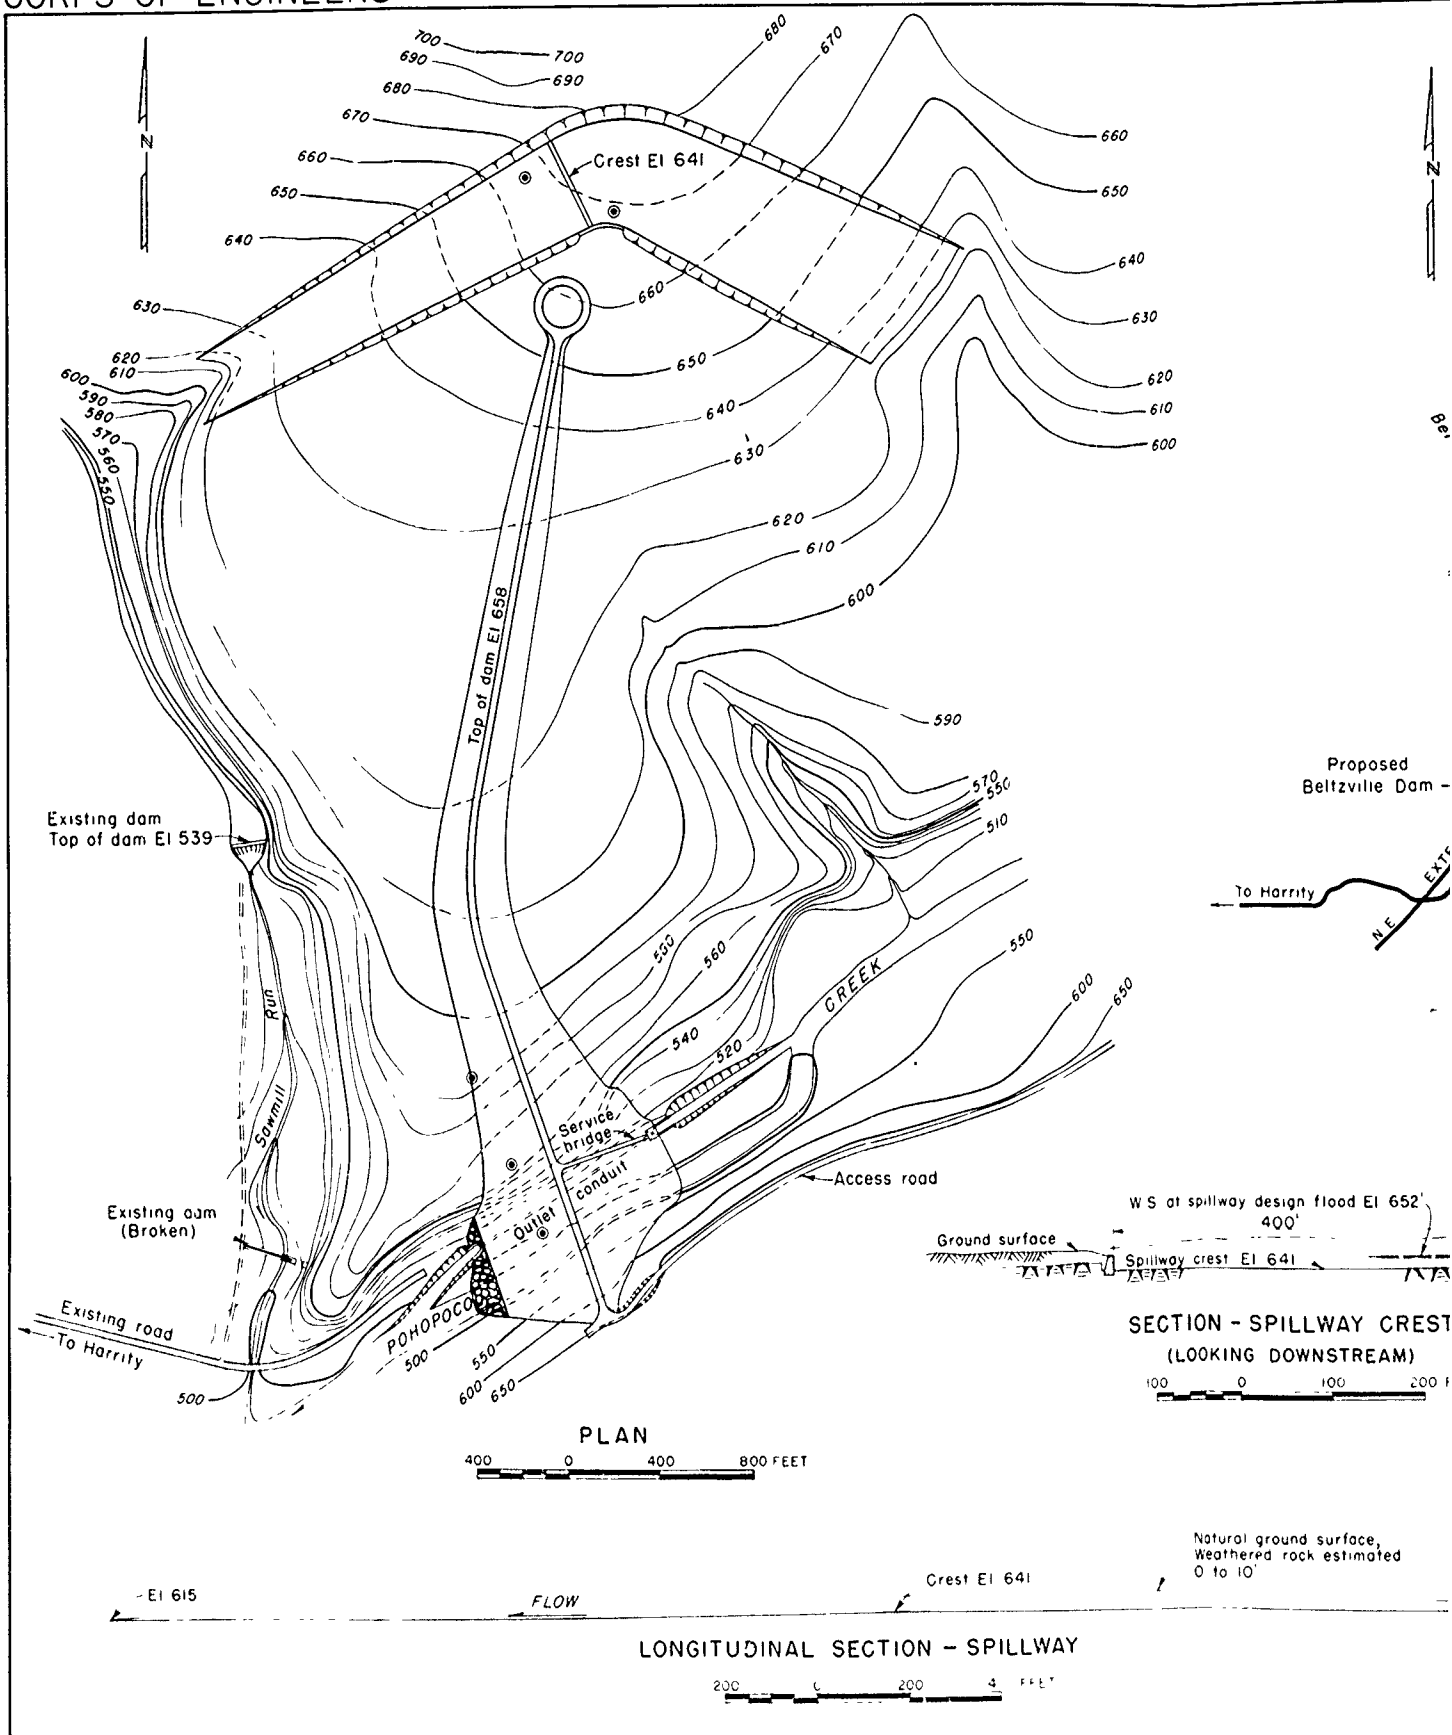 CORPS OF ENGINEERS
N
700
700
690
690
680
680
670
670
660
660
650
650
640
640
630
630
620
620
610
610
600
600
590
580
570
560
550
Crest El 641
660
650
640
630
620
610
600
590
570
550
510
Top of dam El 658
Existing dam
Top of dam El 539
Proposed
Beltzville Dam -
To Harrity
N E
N
560
550
600
650
540
520
CREEK
Run
Sawmill
Service
bridge
conduit
Outlet
Access road
Existing dam
(Broken)
Existing road
To Harrity
POHOPOCO
500
500
550
600
650
PLAN
400 0 400 800 FEET
W S at spillway design flood El 652'
400'
Ground surface
Spillway crest El 641
SECTION - SPILLWAY CREST
(LOOKING DOWNSTREAM)
100 0 100 200 F
Natural ground surface,
Weathered rock estimated
0 to 10'
El 615
FLOW
Crest El 641
LONGITUDINAL SECTION - SPILLWAY
200 0 200 4 FEET